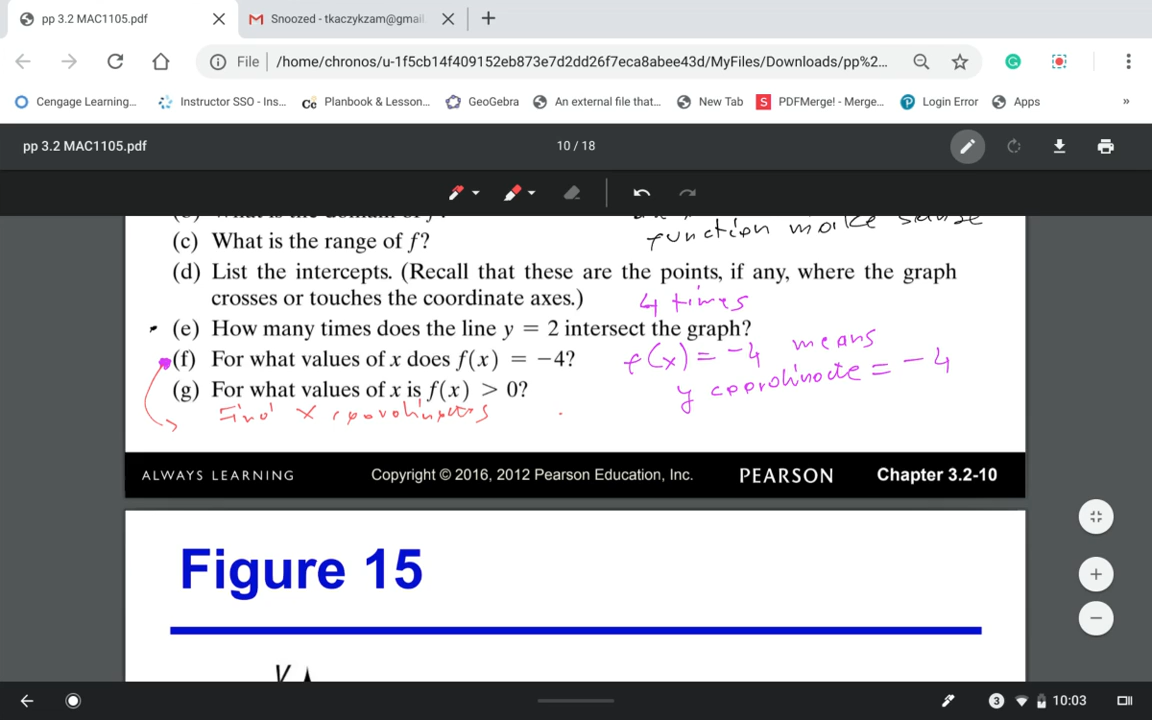 pp 3.2 MAC1105.pdf
Snoozed - tkaczykzam@gmail
File
/home/chronos/u-1f5cb14f409152eb873e7d2dd26f7eca8abee43d/MyFiles/Downloads/pp%2...
Cengage Learning...
Instructor SSO - Ins...
Cc Planbook & Lesson...
GeoGebra
An external file that...
New Tab
S PDFMerge! - Merge...
Login Error
Apps
»
pp 3.2 MAC1105.pdf
10 / 18
function make sense
(c) What is the range of f?
(d) List the intercepts. (Recall that these are the points, if any, where the graph
crosses or touches the coordinate axes.)
4 times
(e) How many times does the line y = 2 intersect the graph?
(f) For what values of x does f(x) = −4?
f(x) = -4 means
y coordinate = -4
(g) For what values of x is f(x) > 0?
Find x coordinates
ALWAYS LEARNING
Copyright © 2016, 2012 Pearson Education, Inc.
PEARSON
Chapter 3.2-10
Figure 15
y
3
10:03